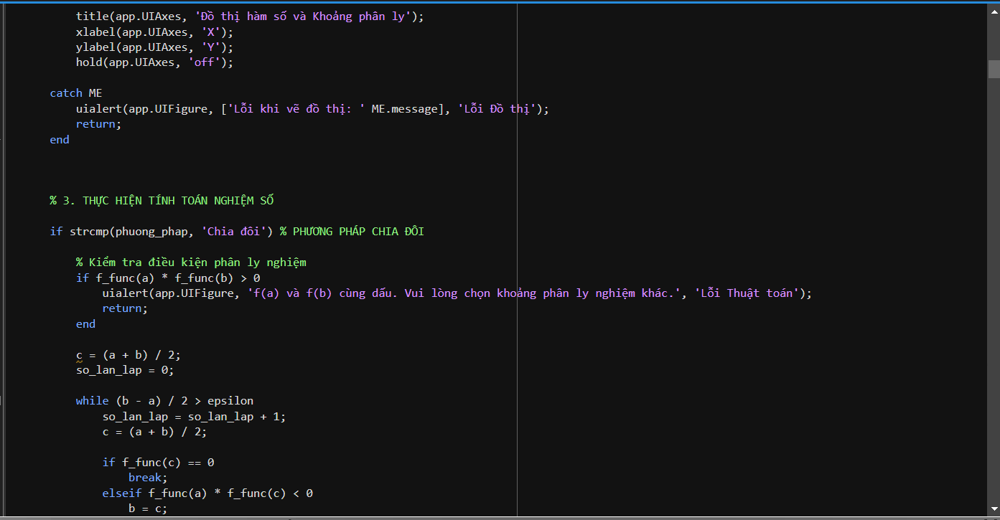 title(app.UIAxes, 'Đồ thị hàm số và Khoảng phân ly');
xlabel(app.UIAxes, 'X');
ylabel(app.UIAxes, 'Y');
hold(app.UIAxes, 'off');
catch ME
uialert(app.UIFigure, ['Lỗi khi vẽ đồ thị: ' ME.message], 'Lỗi Đồ thị');
return;
end
% 3. THỰC HIỆN TÍNH TOÁN NGHIỆM SỐ
if strcmp(phuong_phap, 'Chia đôi') % PHƯƠNG PHÁP CHIA ĐÔI
% Kiểm tra điều kiện phân ly nghiệm
if f_func(a) * f_func(b) > 0
uialert(app.UIFigure, 'f(a) và f(b) cùng dấu. Vui lòng chọn khoảng phân ly nghiệm khác.', 'Lỗi Thuật toán');
return;
end
c = (a + b) / 2;
so_lan_lap = 0;
while (b - a) / 2 > epsilon
so_lan_lap = so_lan_lap + 1;
c = (a + b) / 2;
if f_func(c) == 0
break;
elseif f_func(a) * f_func(c) < 0
b = c;